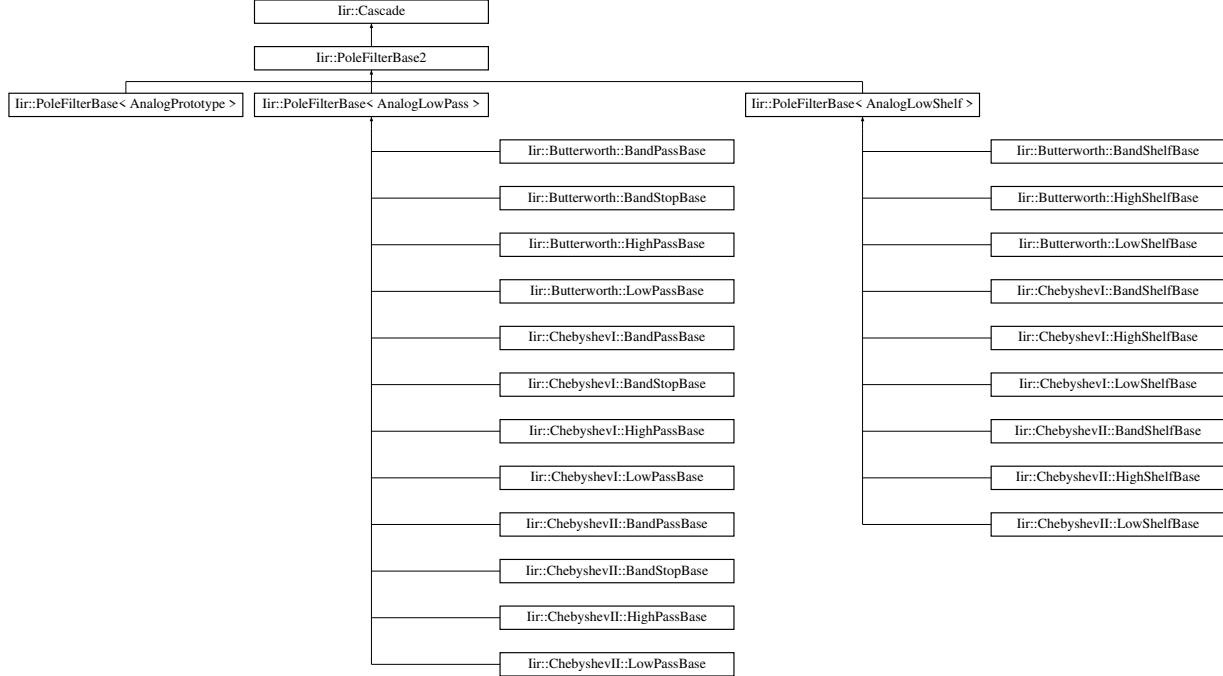 Iir::Cascade
Iir::PoleFilterBase2
Iir::PoleFilterBase< AnalogPrototype >
Iir::PoleFilterBase< AnalogLowPass >
Iir::PoleFilterBase< AnalogLowShelf >
Iir::Butterworth::BandPassBase
Iir::Butterworth::BandStopBase
Iir::Butterworth::HighPassBase
Iir::Butterworth::LowPassBase
Iir::ChebyshevI::BandPassBase
Iir::ChebyshevI::BandStopBase
Iir::ChebyshevI::HighPassBase
Iir::ChebyshevI::LowPassBase
Iir::ChebyshevII::BandPassBase
Iir::ChebyshevII::BandStopBase
Iir::ChebyshevII::HighPassBase
Iir::ChebyshevII::LowPassBase
Iir::Butterworth::BandShelfBase
Iir::Butterworth::HighShelfBase
Iir::Butterworth::LowShelfBase
Iir::ChebyshevI::BandShelfBase
Iir::ChebyshevI::HighShelfBase
Iir::ChebyshevI::LowShelfBase
Iir::ChebyshevII::BandShelfBase
Iir::ChebyshevII::HighShelfBase
Iir::ChebyshevII::LowShelfBase